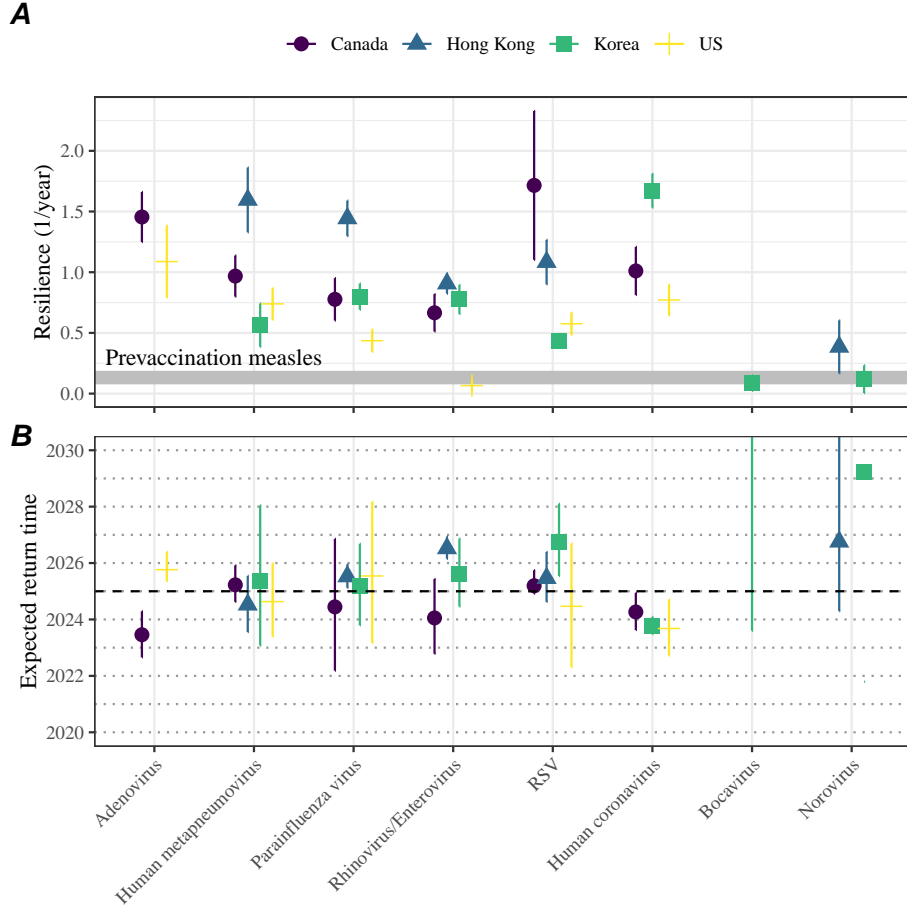 A
Canada Hong Kong Korea US
Resilience (1/year)
2.0
1.5
1.0
0.5
0.0
Prevaccination measles
B
Expected return time
2030
2028
2026
2024
2022
2020
Adenovirus
Human metapneumovirus
Parainfluenza virus
Rhinovirus/Enterovirus
RSV
Human coronavirus
Bocavirus
Norovirus